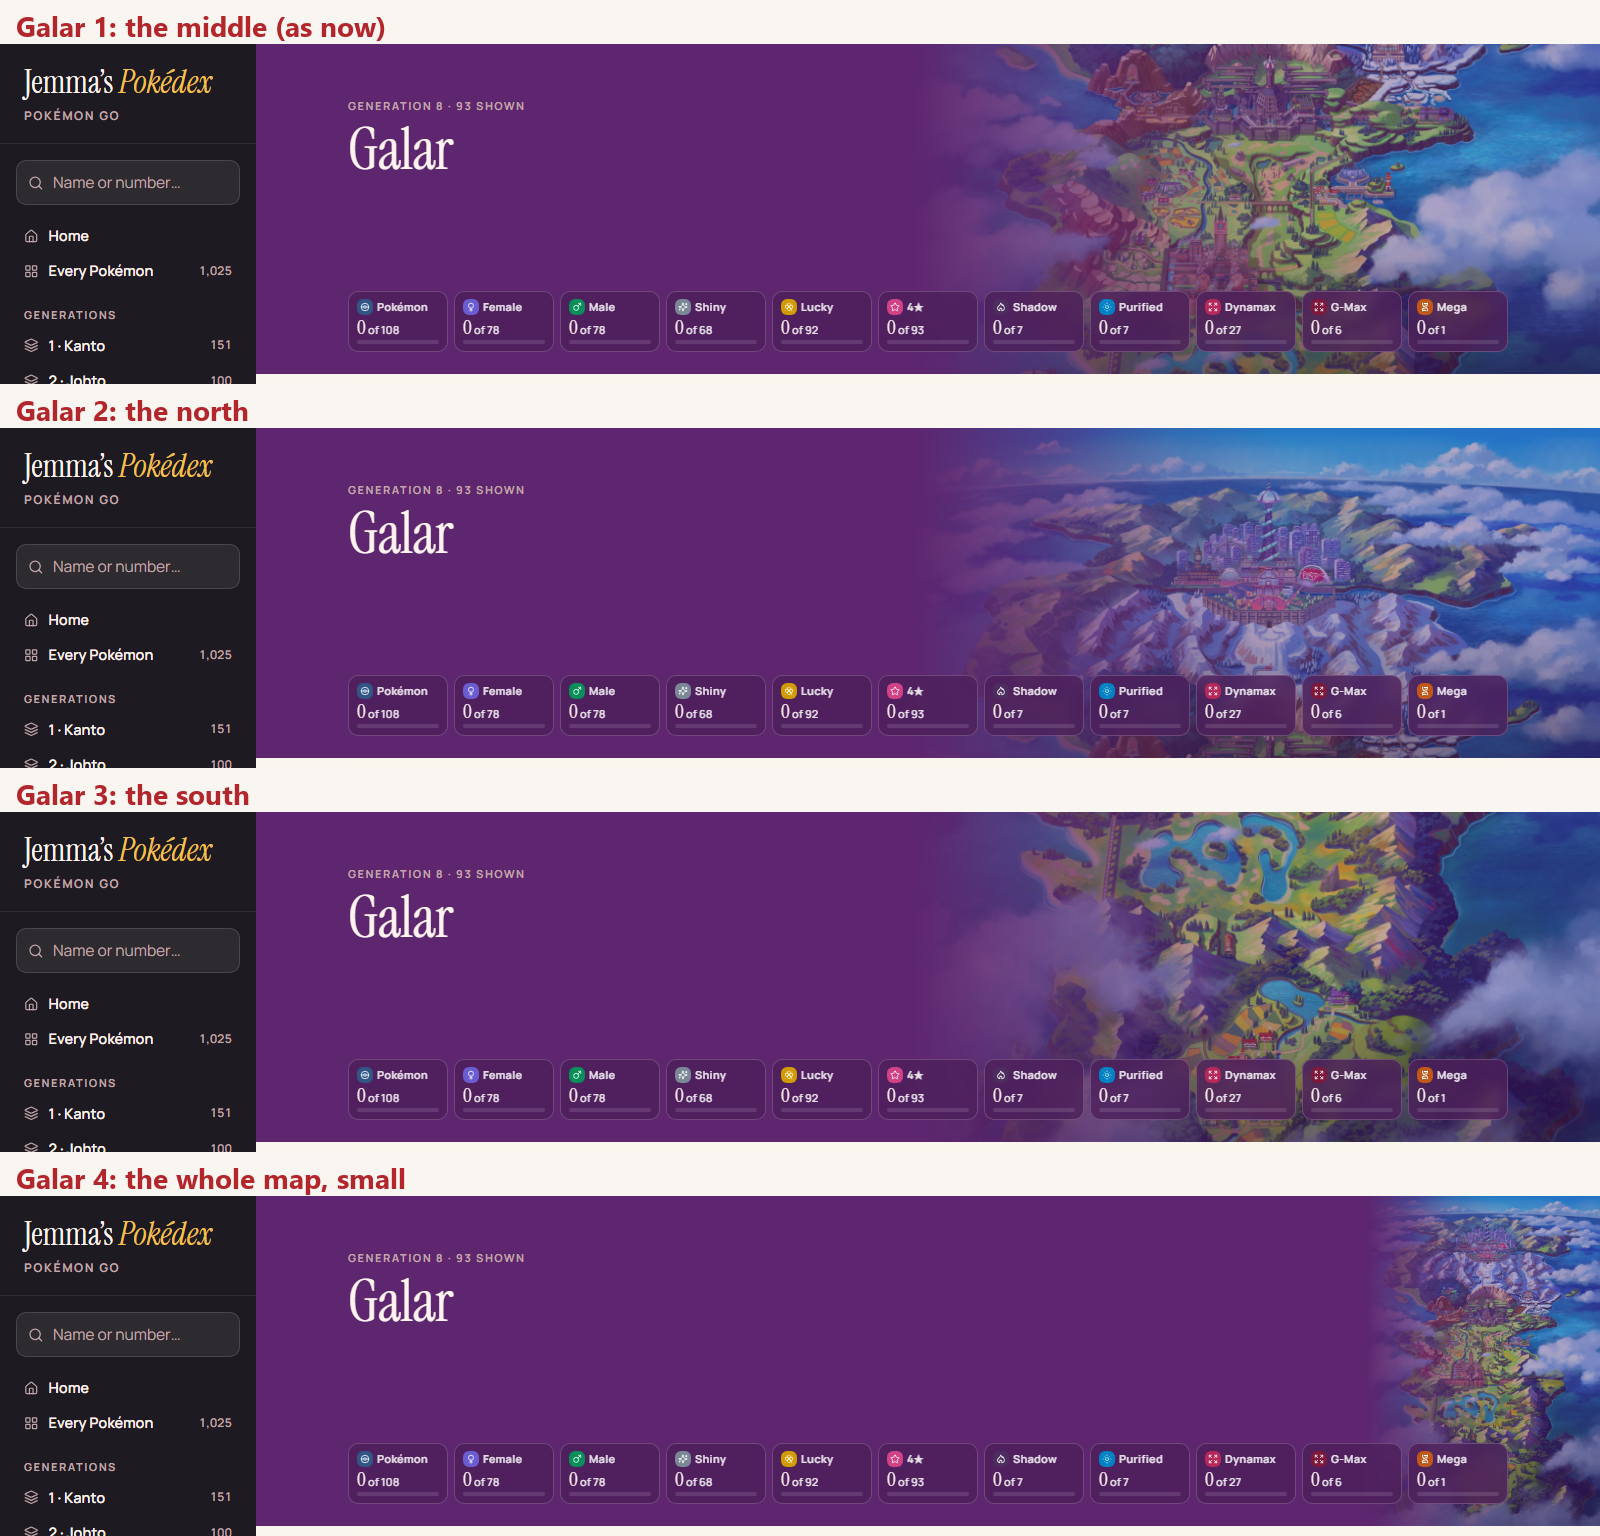 Galar 1: the middle (as now)
Jemma's Pokédex
POKÉMON GO
Name or number...
Home
Every Pokémon 1,025
GENERATIONS
1 · Kanto 151
2 · Johto 100
GENERATION 8 · 93 SHOWN
Galar
Pokémon Female Male Shiny Lucky 4★ Shadow Purified Dynamax G-Max Mega
0 of 108 0 of 78 0 of 78 0 of 68 0 of 92 0 of 93 0 of 7 0 of 7 0 of 27 0 of 6 0 of 1
Galar 2: the north
Jemma's Pokédex
POKÉMON GO
Name or number...
Home
Every Pokémon 1,025
GENERATIONS
1 · Kanto 151
2 · Johto 100
GENERATION 8 · 93 SHOWN
Galar
Pokémon Female Male Shiny Lucky 4★ Shadow Purified Dynamax G-Max Mega
0 of 108 0 of 78 0 of 78 0 of 68 0 of 92 0 of 93 0 of 7 0 of 7 0 of 27 0 of 6 0 of 1
Galar 3: the south
Jemma's Pokédex
POKÉMON GO
Name or number...
Home
Every Pokémon 1,025
GENERATIONS
1 · Kanto 151
2 · Johto 100
GENERATION 8 · 93 SHOWN
Galar
Pokémon Female Male Shiny Lucky 4★ Shadow Purified Dynamax G-Max Mega
0 of 108 0 of 78 0 of 78 0 of 68 0 of 92 0 of 93 0 of 7 0 of 7 0 of 27 0 of 6 0 of 1
Galar 4: the whole map, small
Jemma's Pokédex
POKÉMON GO
Name or number...
Home
Every Pokémon 1,025
GENERATIONS
1 · Kanto 151
2 · Johto 100
GENERATION 8 · 93 SHOWN
Galar
Pokémon Female Male Shiny Lucky 4★ Shadow Purified Dynamax G-Max Mega
0 of 108 0 of 78 0 of 78 0 of 68 0 of 92 0 of 93 0 of 7 0 of 7 0 of 27 0 of 6 0 of 1